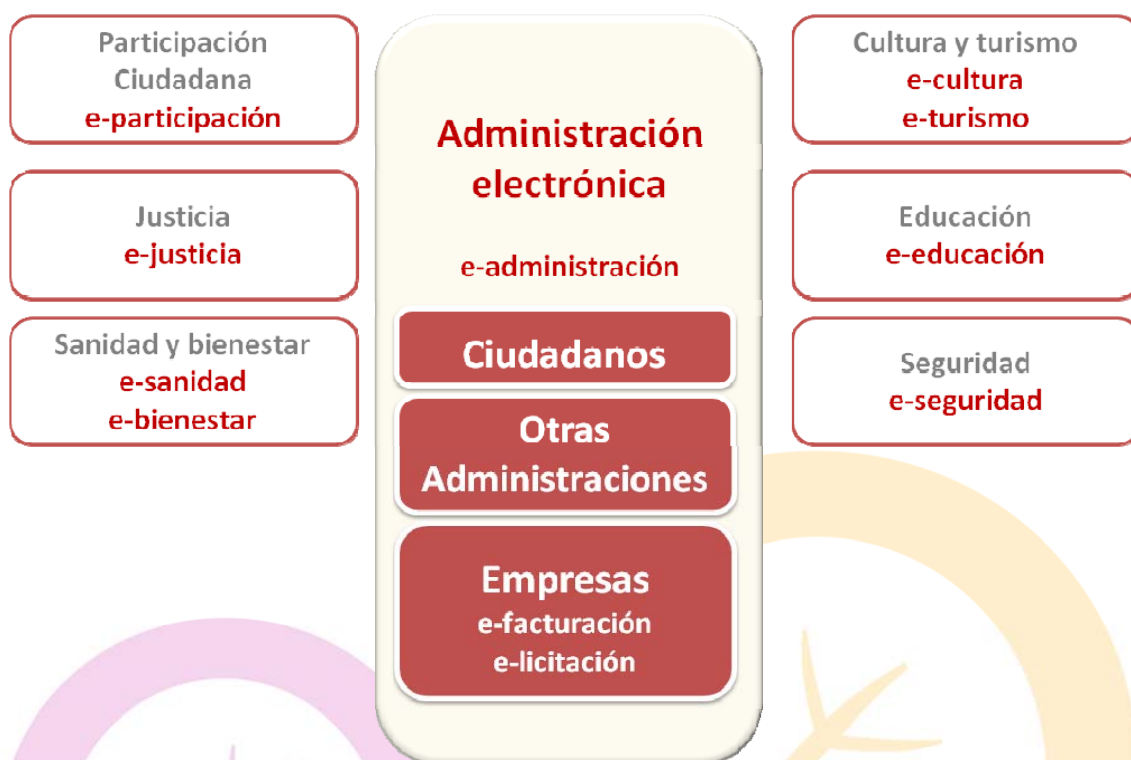 Participación
Ciudadana
e-participación
Justicia
e-justicia
Sanidad y bienestar
e-sanidad
e-bienestar
Administración
electrónica
e-administración
Ciudadanos
Otras
Administraciones
Empresas
e-facturación
e-licitación
Cultura y turismo
e-cultura
e-turismo
Educación
e-educación
Seguridad
e-seguridad